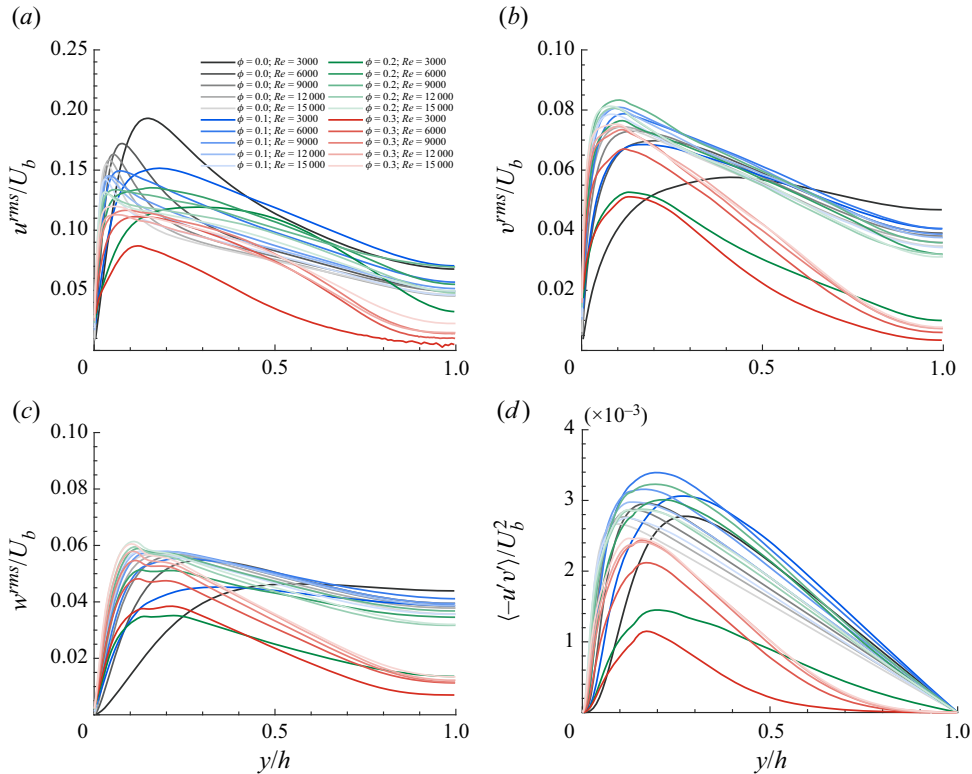 (a)
0.25
0.20
0.15
0.10
0.05
0
0.5
1.0
u^rms/U_b
ϕ = 0.0; Re = 3000
ϕ = 0.0; Re = 6000
ϕ = 0.0; Re = 9000
ϕ = 0.0; Re = 12 000
ϕ = 0.0; Re = 15 000
ϕ = 0.1; Re = 3000
ϕ = 0.1; Re = 6000
ϕ = 0.1; Re = 9000
ϕ = 0.1; Re = 12 000
ϕ = 0.1; Re = 15 000
ϕ = 0.2; Re = 3000
ϕ = 0.2; Re = 6000
ϕ = 0.2; Re = 9000
ϕ = 0.2; Re = 12 000
ϕ = 0.2; Re = 15 000
ϕ = 0.3; Re = 3000
ϕ = 0.3; Re = 6000
ϕ = 0.3; Re = 9000
ϕ = 0.3; Re = 12 000
ϕ = 0.3; Re = 15 000
(b)
0.10
0.08
0.06
0.04
0.02
0
0.5
1.0
v^rms/U_b
(c)
0.10
0.08
0.06
0.04
0.02
0
0.5
1.0
w^rms/U_b
y/h
(d)
(×10⁻³)
4
3
2
1
0
0.5
1.0
⟨−u′v′⟩/U_b^2
y/h